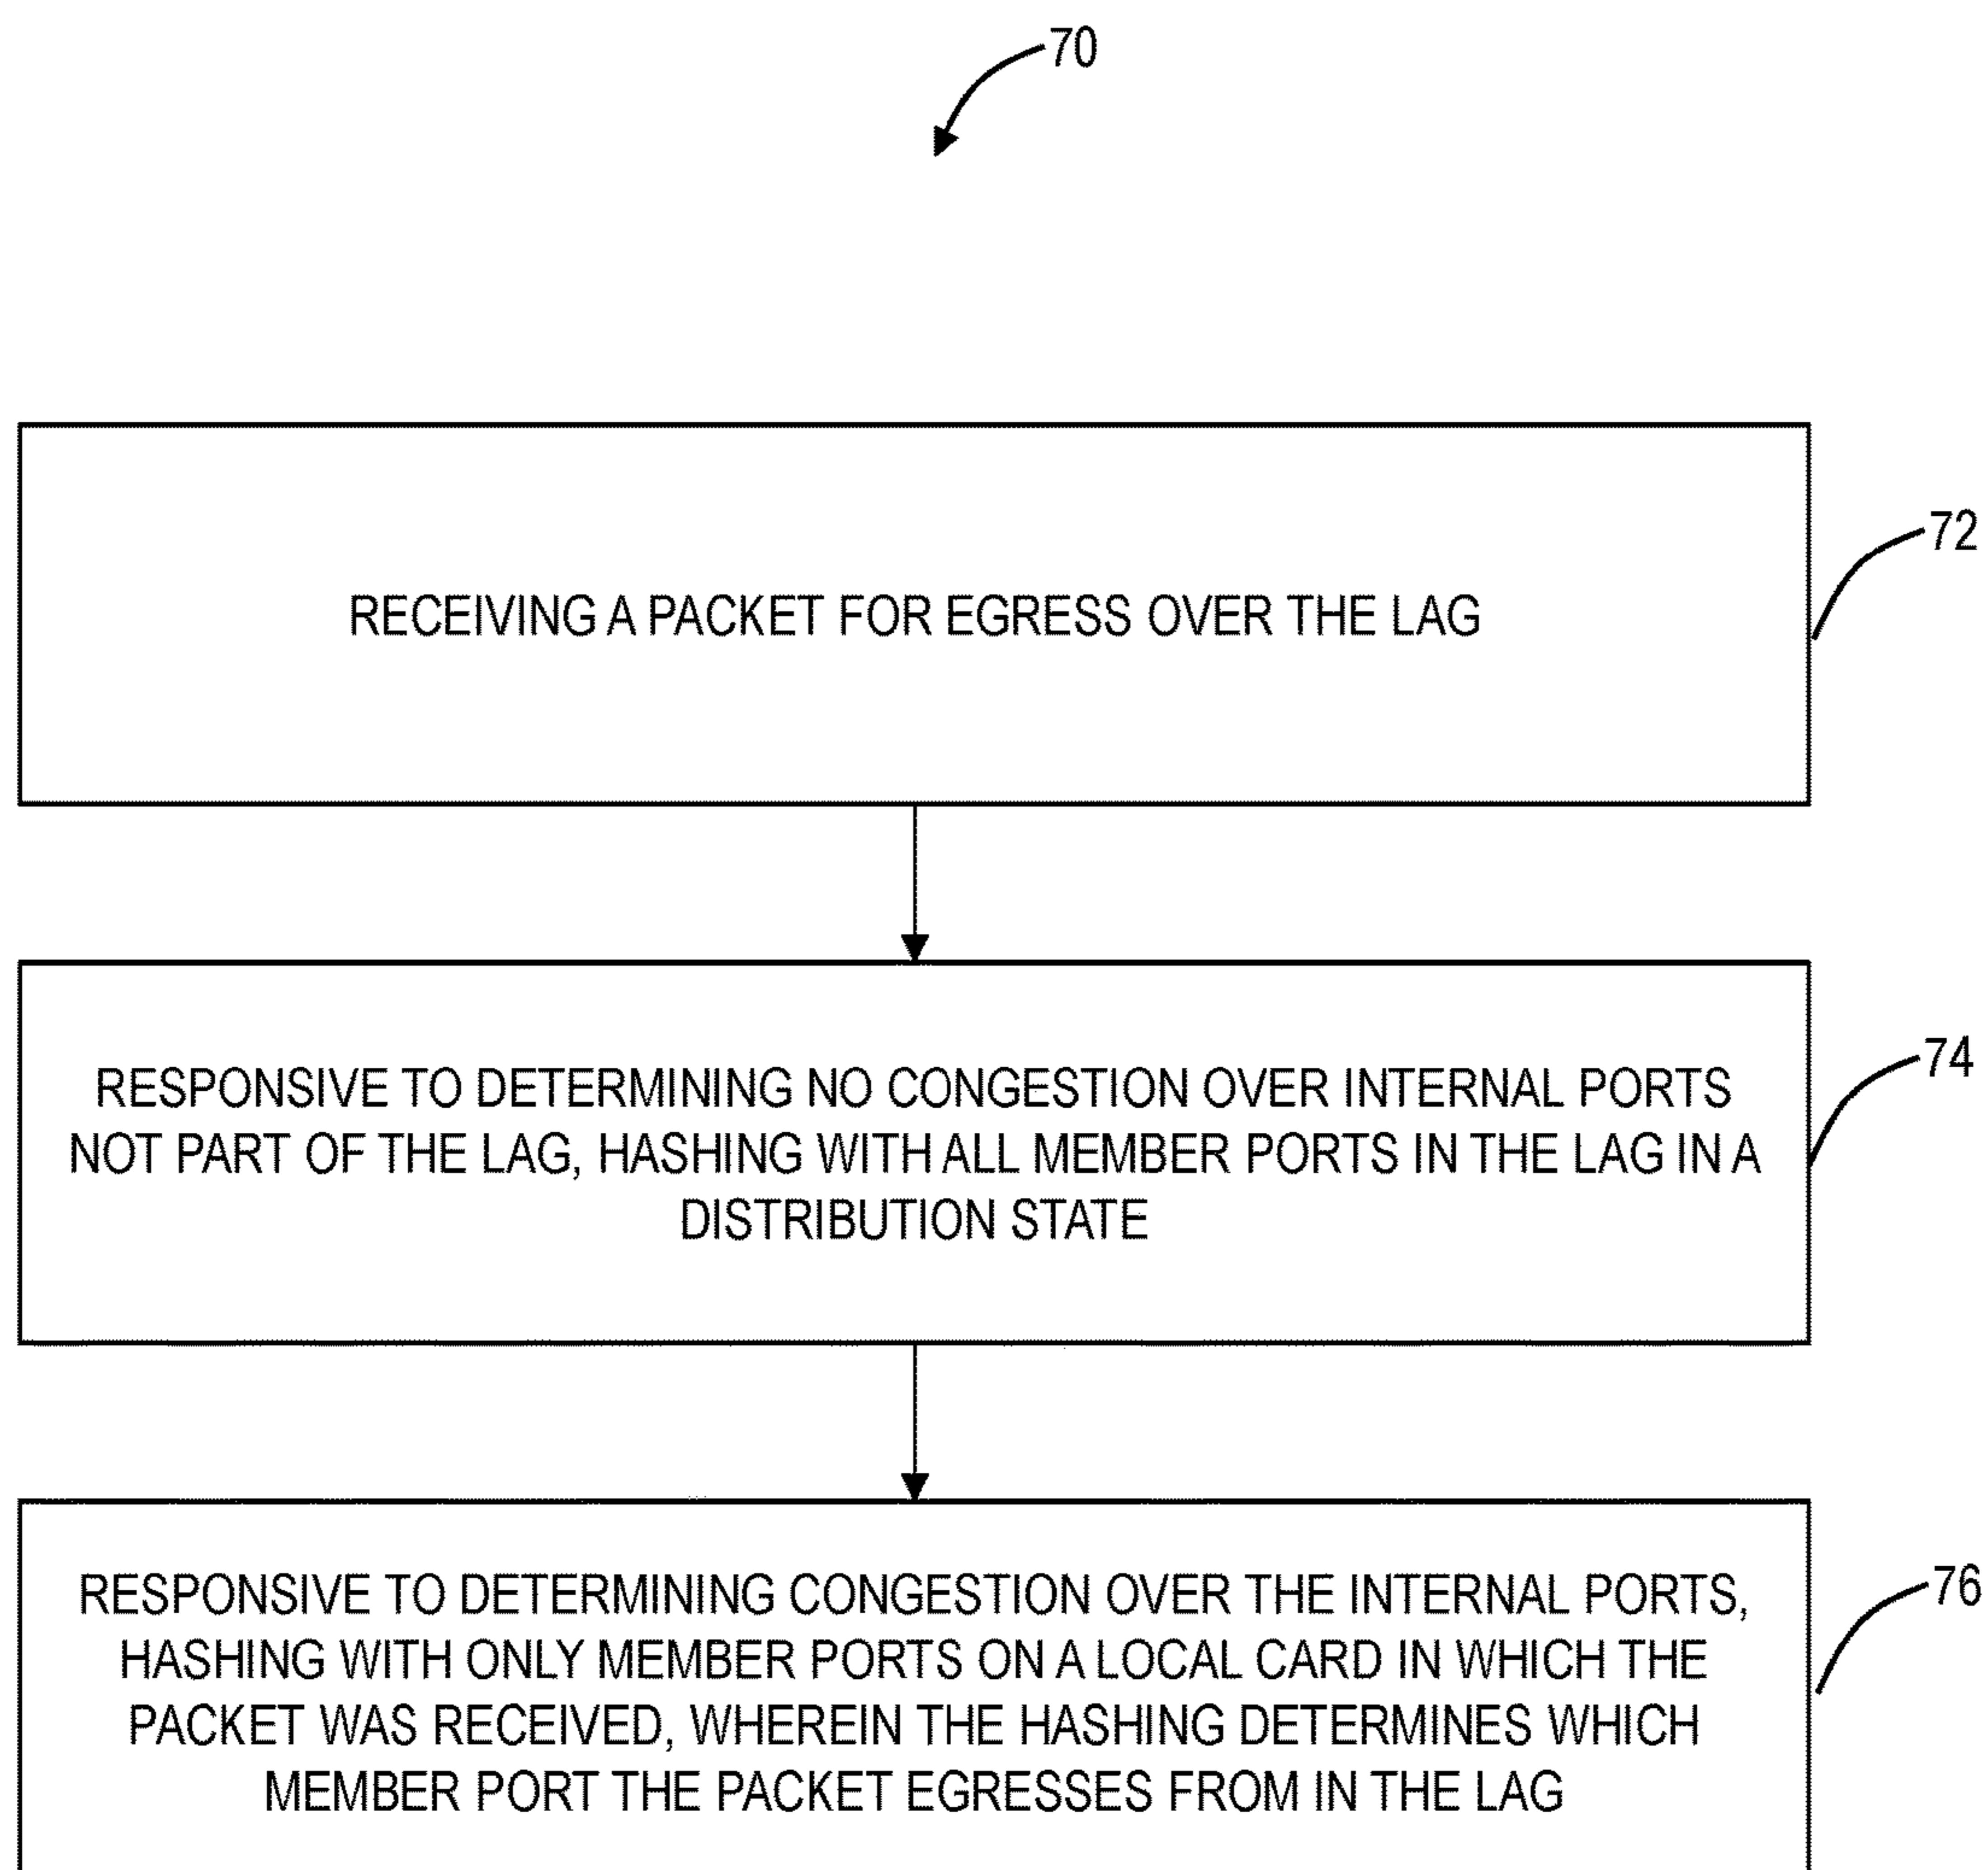 70
RECEIVING A PACKET FOR EGRESS OVER THE LAG
72
RESPONSIVE TO DETERMINING NO CONGESTION OVER INTERNAL PORTS
NOT PART OF THE LAG, HASHING WITH ALL MEMBER PORTS IN THE LAG IN A
DISTRIBUTION STATE
74
RESPONSIVE TO DETERMINING CONGESTION OVER THE INTERNAL PORTS,
HASHING WITH ONLY MEMBER PORTS ON A LOCAL CARD IN WHICH THE
PACKET WAS RECEIVED, WHEREIN THE HASHING DETERMINES WHICH
MEMBER PORT THE PACKET EGRESSES FROM IN THE LAG
76